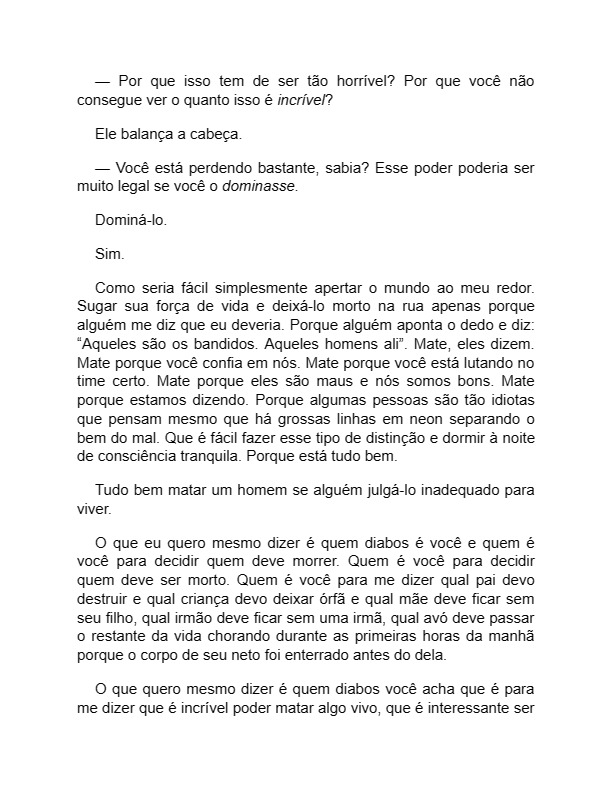 — Por que isso tem de ser tão horrível? Por que você não
consegue ver o quanto isso é incrível?
Ele balança a cabeça.
— Você está perdendo bastante, sabia? Esse poder poderia ser
muito legal se você o dominasse.
Dominá-lo.
Sim.
Como seria fácil simplesmente apertar o mundo ao meu redor.
Sugar sua força de vida e deixá-lo morto na rua apenas porque
alguém me diz que eu deveria. Porque alguém aponta o dedo e diz:
“Aqueles são os bandidos. Aqueles homens ali”. Mate, eles dizem.
Mate porque você confia em nós. Mate porque você está lutando no
time certo. Mate porque eles são maus e nós somos bons. Mate
porque estamos dizendo. Porque algumas pessoas são tão idiotas
que pensam mesmo que há grossas linhas em neon separando o
bem do mal. Que é fácil fazer esse tipo de distinção e dormir à noite
de consciência tranquila. Porque está tudo bem.
Tudo bem matar um homem se alguém julgá-lo inadequado para
viver.
O que eu quero mesmo dizer é quem diabos é você e quem é
você para decidir quem deve morrer. Quem é você para decidir
quem deve ser morto. Quem é você para me dizer qual pai devo
destruir e qual criança devo deixar órfã e qual mãe deve ficar sem
seu filho, qual irmão deve ficar sem uma irmã, qual avó deve passar
o restante da vida chorando durante as primeiras horas da manhã
porque o corpo de seu neto foi enterrado antes do dela.
O que quero mesmo dizer é quem diabos você acha que é para
me dizer que é incrível poder matar algo vivo, que é interessante ser